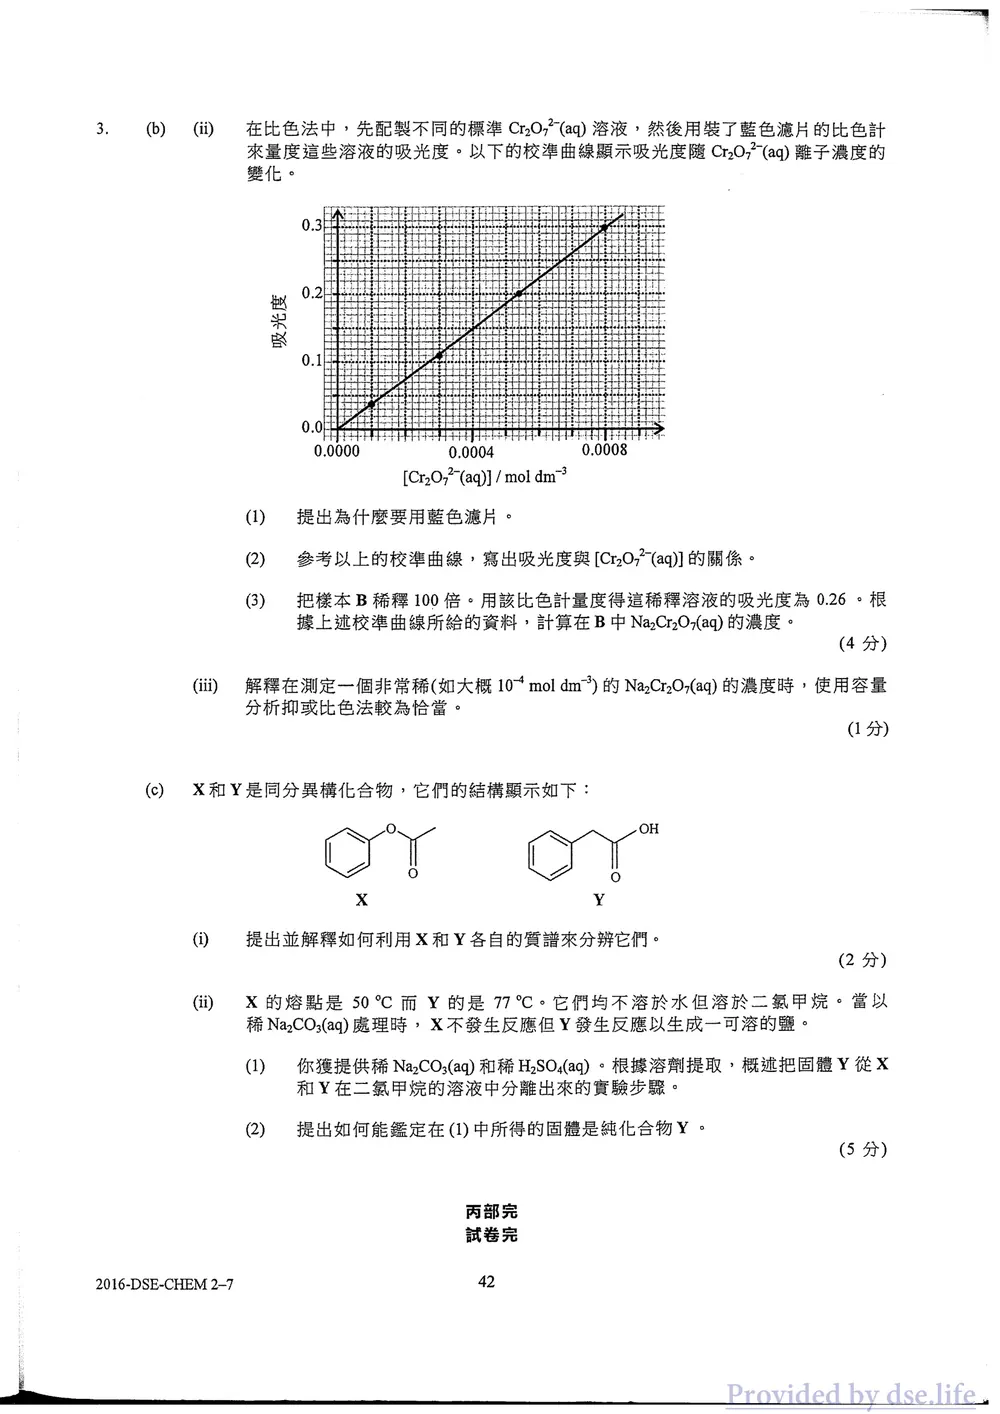 3. (b) (ii) 在比色法中，先配製不同的標準 Cr₂O₇²⁻(aq) 溶液，然後用裝了藍色濾片的比色計
來量度這些溶液的吸光度。以下的校準曲線顯示吸光度隨 Cr₂O₇²⁻(aq) 離子濃度的
變化。
0.3
0.2
吸光度
0.1
0.0
0.0000 0.0004 0.0008
[Cr₂O₇²⁻(aq)] / mol dm⁻³
(1) 提出為什麼要用藍色濾片。
(2) 參考以上的校準曲線，寫出吸光度與 [Cr₂O₇²⁻(aq)] 的關係。
(3) 把樣本 B 稀釋 100 倍。用該比色計量度得這稀釋溶液的吸光度為 0.26 。根
據上述校準曲線所給的資料，計算在 B 中 Na₂Cr₂O₇(aq) 的濃度。
(4 分)
(iii) 解釋在測定一個非常稀(如大概 10⁻⁴ mol dm⁻³) 的 Na₂Cr₂O₇(aq) 的濃度時，使用容量
分析抑或比色法較為恰當。
(1 分)
(c) X 和 Y 是同分異構化合物，它們的結構顯示如下：
O
O
X
OH
O
Y
(i) 提出並解釋如何利用 X 和 Y 各自的質譜來分辨它們。
(2 分)
(ii) X 的熔點是 50 °C 而 Y 的是 77 °C。它們均不溶於水但溶於二氯甲烷。當以
稀 Na₂CO₃(aq) 處理時， X 不發生反應但 Y 發生反應以生成一可溶的鹽。
(1) 你獲提供稀 Na₂CO₃(aq) 和稀 H₂SO₄(aq) 。根據溶劑提取，概述把固體 Y 從 X
和 Y 在二氯甲烷的溶液中分離出來的實驗步驟。
(2) 提出如何能鑑定在 (1) 中所得的固體是純化合物 Y 。
(5 分)
丙部完
試卷完
2016-DSE-CHEM 2–7 42
Provided by dse.life